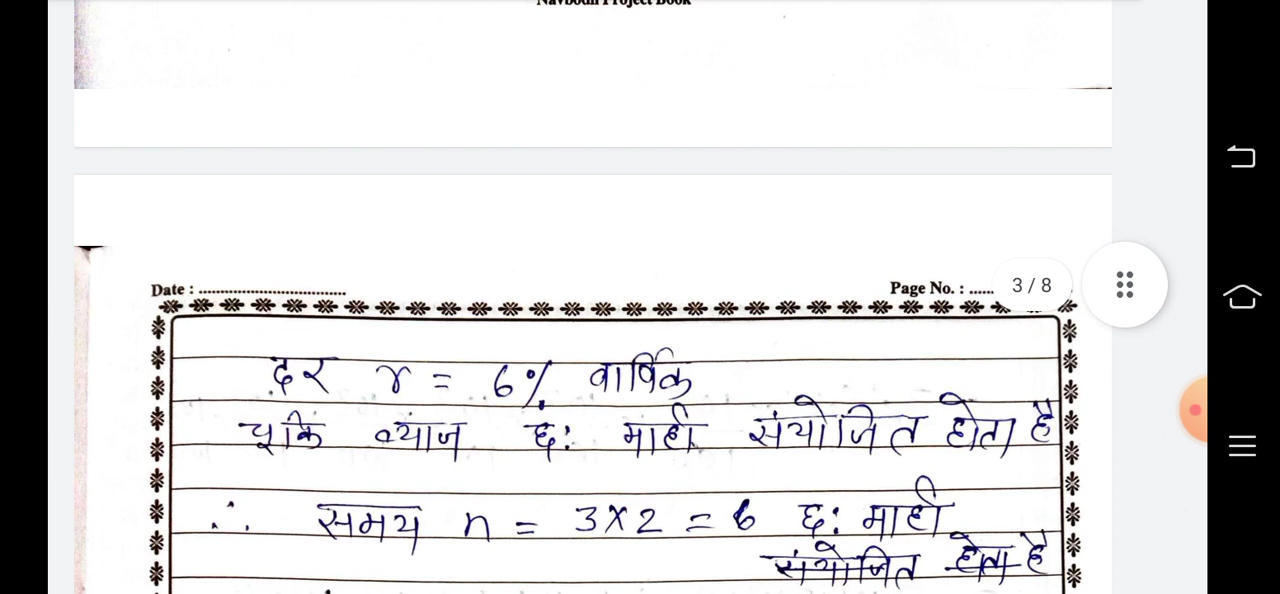 Navbodh Project Book
Date : ..................................
Page No. : ......
3 / 8
दर r = 6% वार्षिक
चूकि व्याज छ: माही संयोजित होता है
∴ समय n = 3×2 = 6 छ: माही
संयोजित होता है